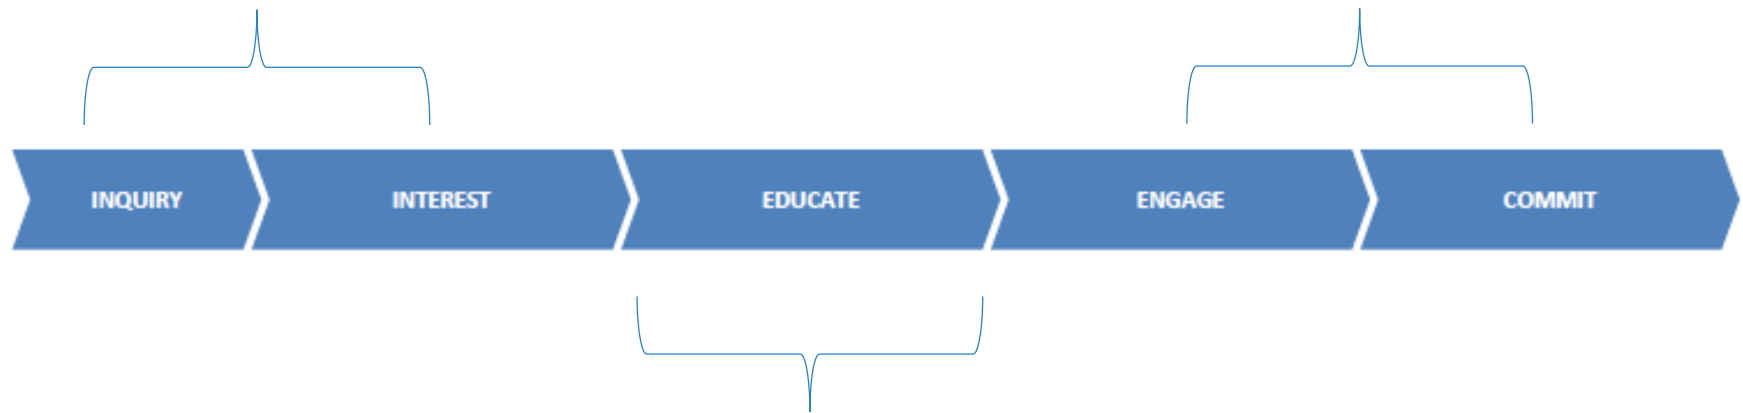 INQUIRY
INTEREST
EDUCATE
ENGAGE
COMMIT